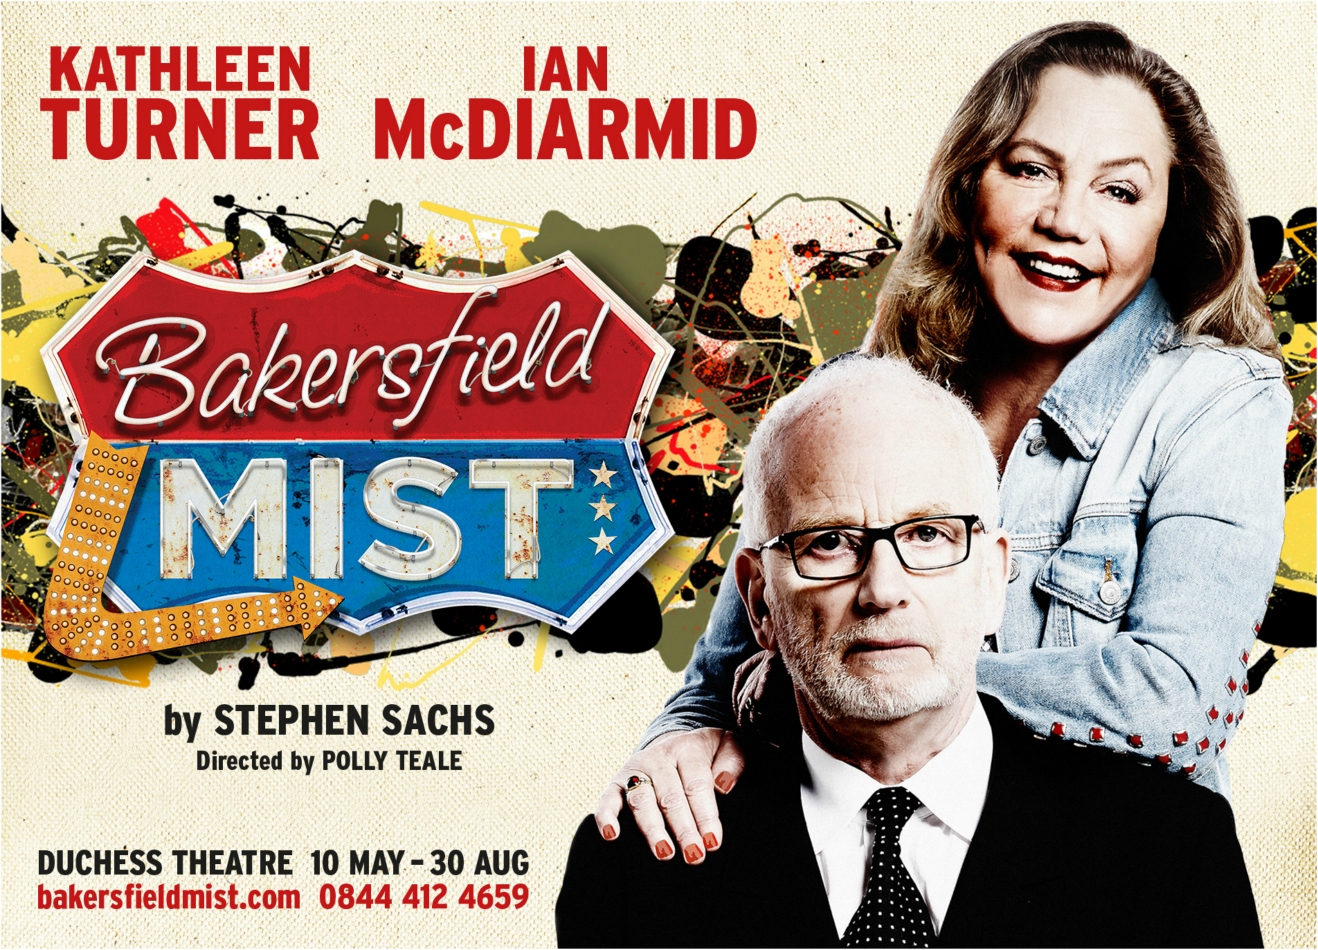 KATHLEEN
TURNER
IAN
McDIARMID
Bakersfield
MIST
by STEPHEN SACHS
Directed by POLLY TEALE
DUCHESS THEATRE 10 MAY – 30 AUG
bakersfieldmist.com 0844 412 4659